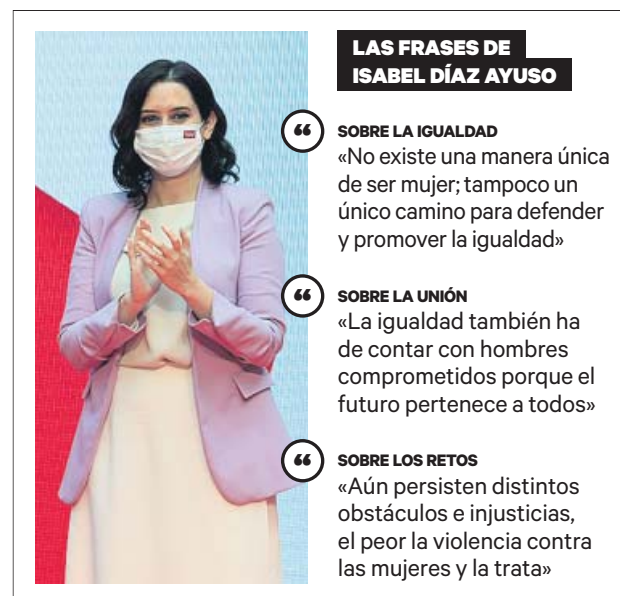 LAS FRASES DE
ISABEL DÍAZ AYUSO
SOBRE LA IGUALDAD
«No existe una manera única
de ser mujer; tampoco un
único camino para defender
y promover la igualdad»
SOBRE LA UNIÓN
«La igualdad también ha
de contar con hombres
comprometidos porque el
futuro pertenece a todos»
SOBRE LOS RETOS
«Aún persisten distintos
obstáculos e injusticias,
el peor la violencia contra
las mujeres y la trata»